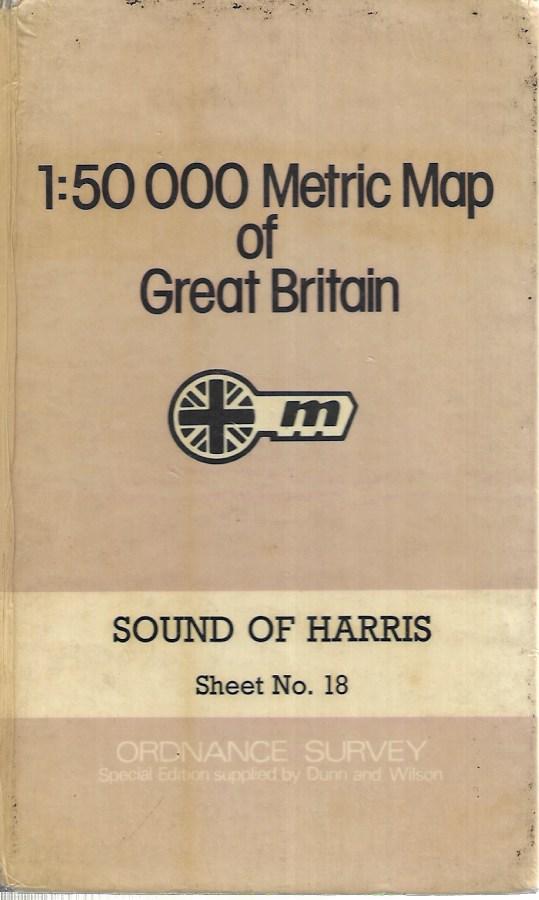 1:50 000 Metric Map
of
Great Britain
m
SOUND OF HARRIS
Sheet No. 18
ORDNANCE SURVEY
Special Edition supplied by Dunn and Wilson